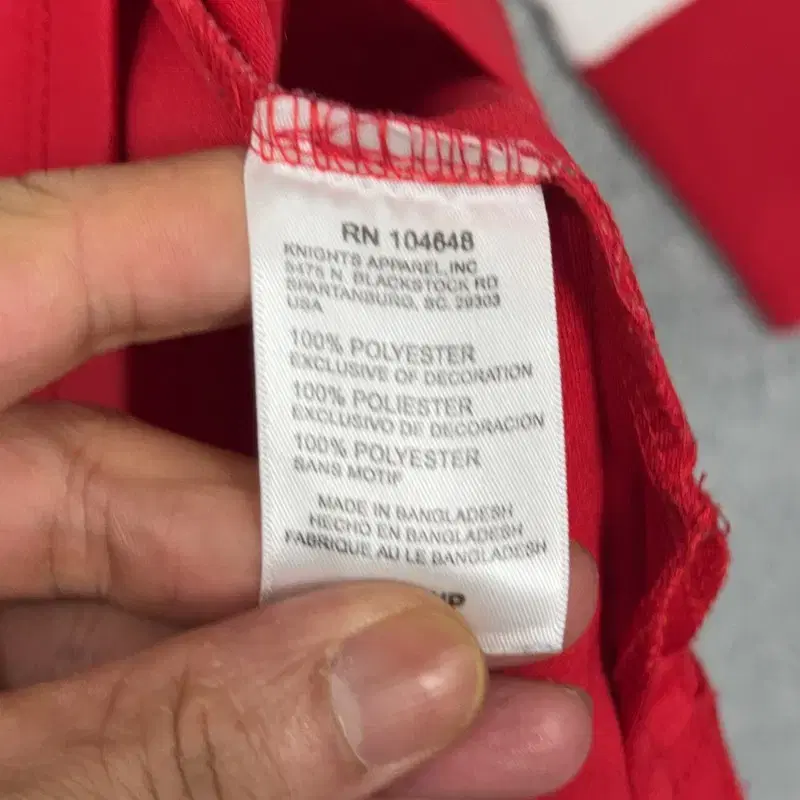 RN 104648
KNIGHTS APPAREL, INC
5475 N. BLACKSTOCK RD
SPARTANBURG, SC. 29303
USA
100% POLYESTER
EXCLUSIVE OF DECORATION
100% POLIESTER
EXCLUSIVO DE DECORACION
100% POLYESTER
SANS MOTIF
MADE IN BANGLADESH
HECHO EN BANGLADESH
FABRIQUE AU LE BANGLADESH